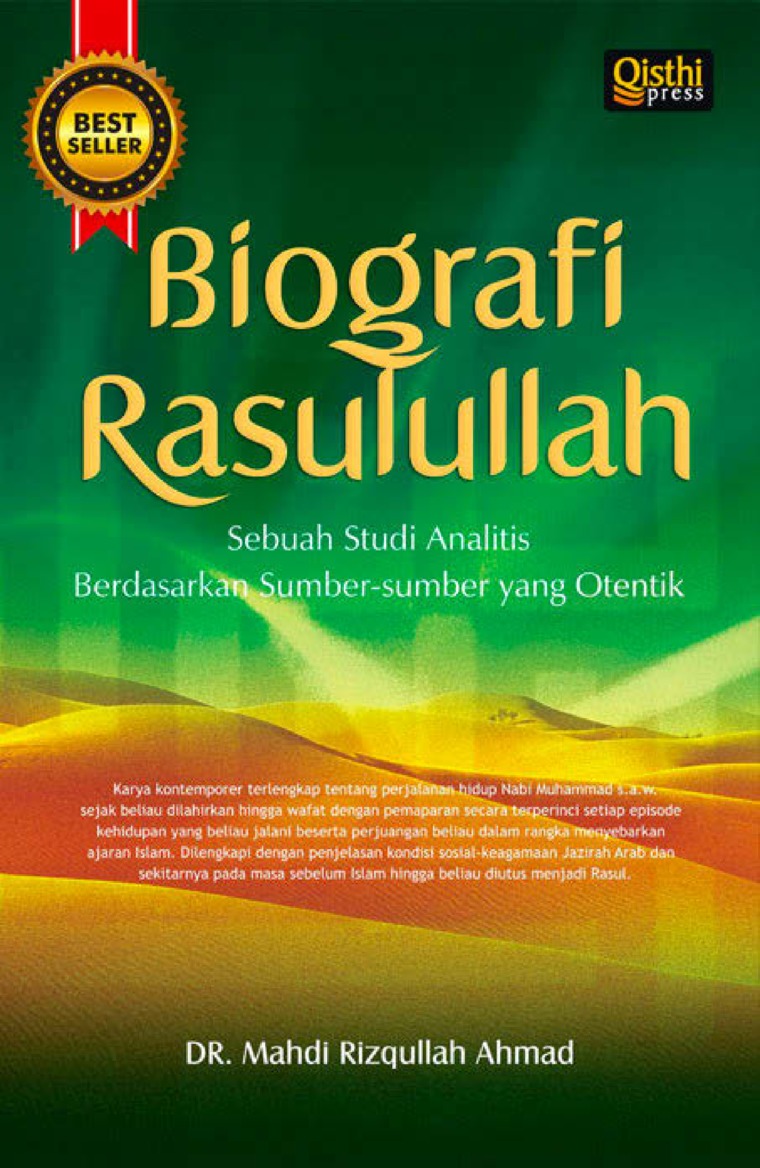 BEST
SELLER
Qisthi
press
Biografi
Rasulullah
Sebuah Studi Analitis
Berdasarkan Sumber-sumber yang Otentik
Karya kontemporer terlengkap tentang perjalanan hidup Nabi Muhammad s.a.w.
sejak beliau dilahirkan hingga wafat dengan pemaparan secara terperinci setiap episode
kehidupan yang beliau jalani beserta perjuangan beliau dalam rangka menyebarkan
ajaran Islam. Dilengkapi dengan penjelasan kondisi sosial-keagamaan Jazirah Arab dan
sekitarnya pada masa sebelum Islam hingga beliau diutus menjadi Rasul.
DR. Mahdi Rizqullah Ahmad